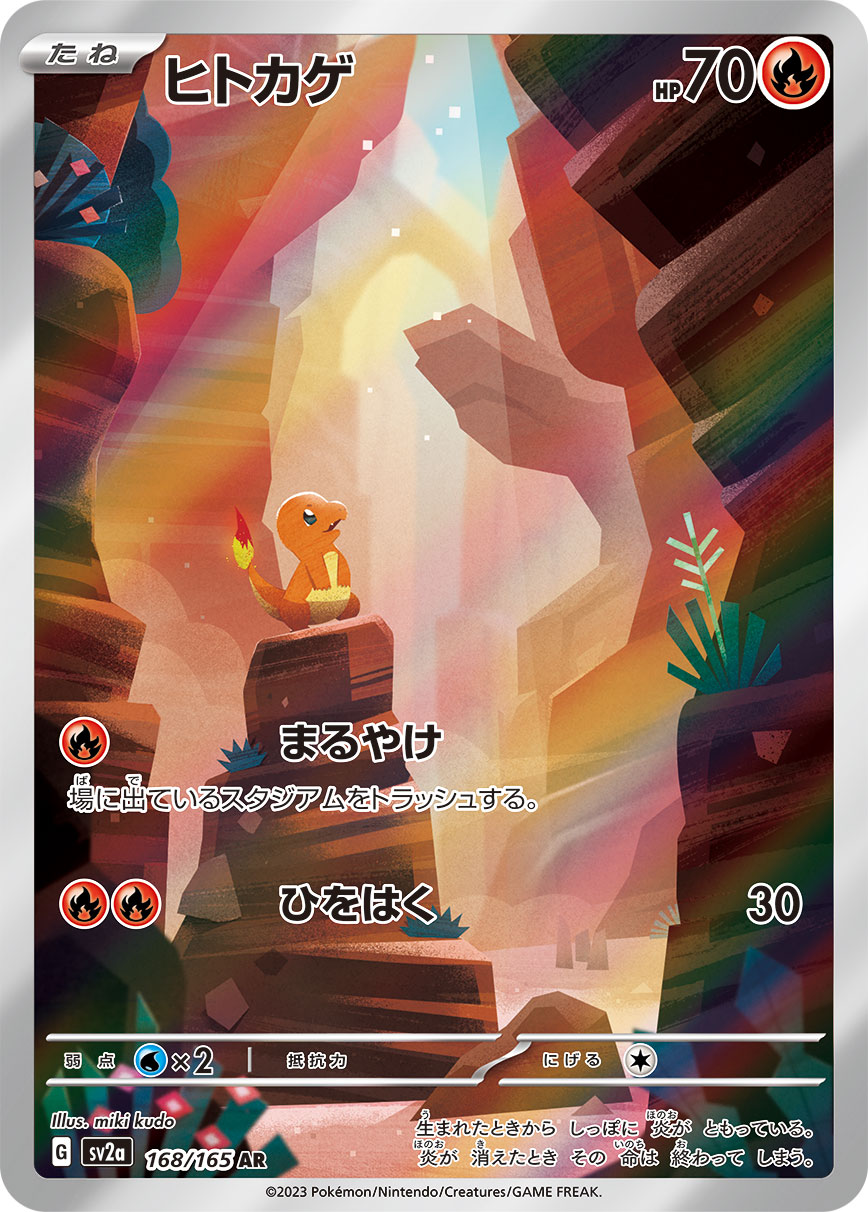 たね
ヒトカゲ
HP70
まるやけ
場に出ているスタジアムをトラッシュする。
ひをはく 30
弱点 ×2 抵抗力 にげる
Illus. miki kudo
生まれたときから しっぽに 炎が ともっている。
炎が 消えたとき その 命は 終わって しまう。
G sv2a 168/165 AR
©2023 Pokémon/Nintendo/Creatures/GAME FREAK.